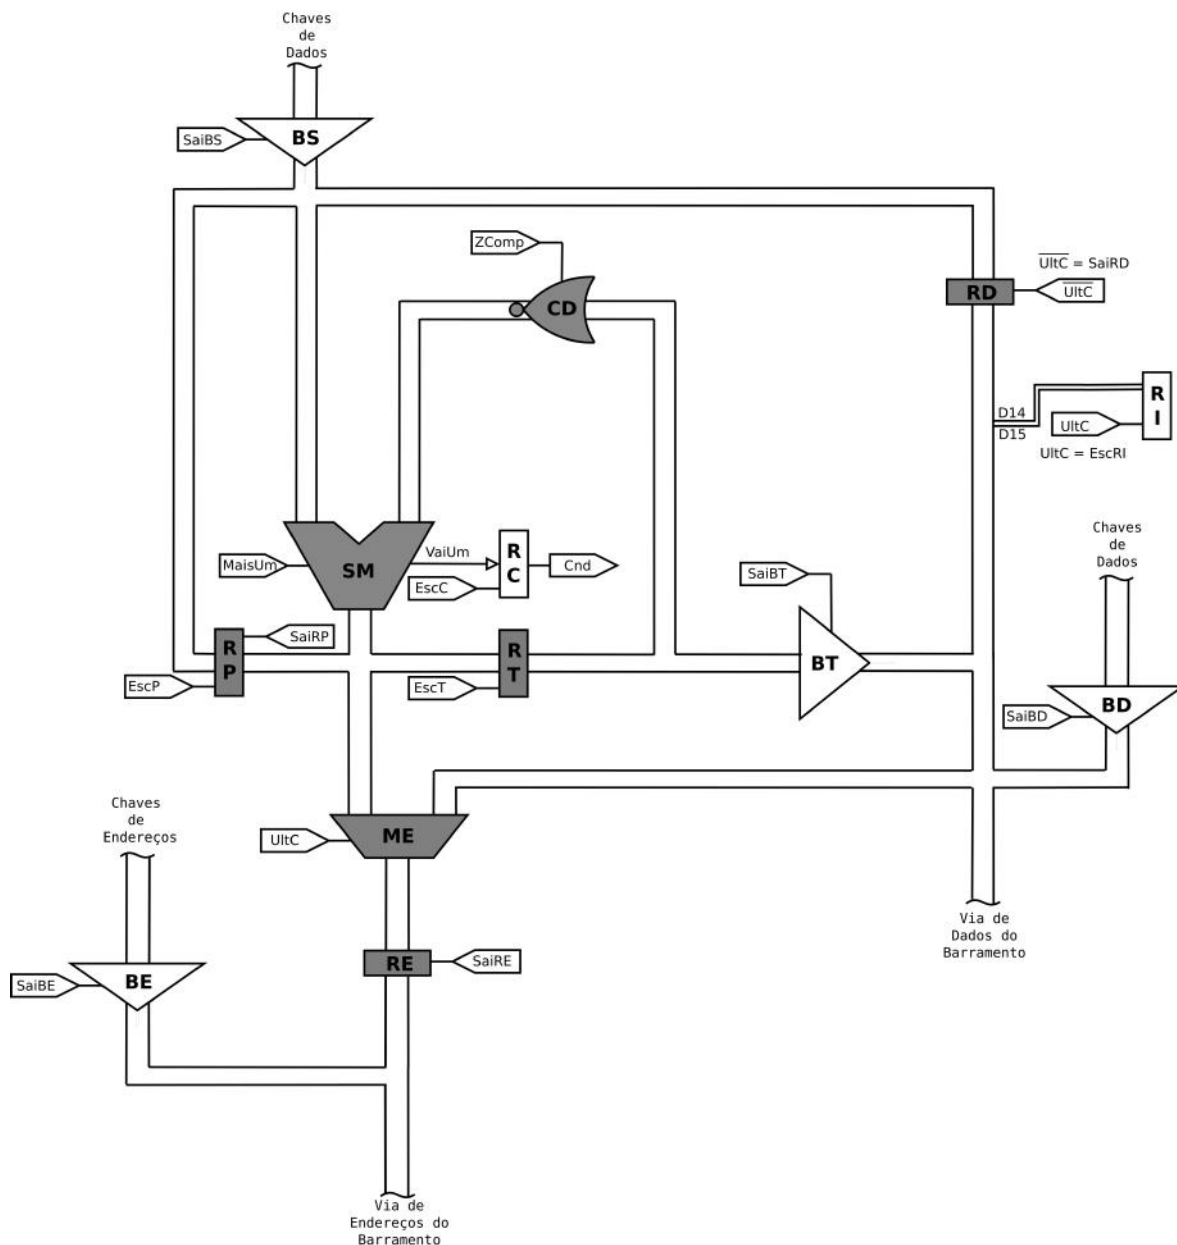 Chaves
de
Dados
SaiBS
BS
ZComp
CD
UltC = SaiRD
RD
UltC
R
I
D14
D15
UltC
UltC = EscRI
Chaves
de
Dados
MaisUm
SM
VaiUm
R
C
Cnd
EscC
SaiBT
R
P
SaiRP
EscP
R
T
EscT
BT
SaiBD
BD
Chaves
de
Endereços
UltC
ME
Via de
Dados do
Barramento
SaiBE
BE
RE
SaiRE
Via de
Endereços do
Barramento